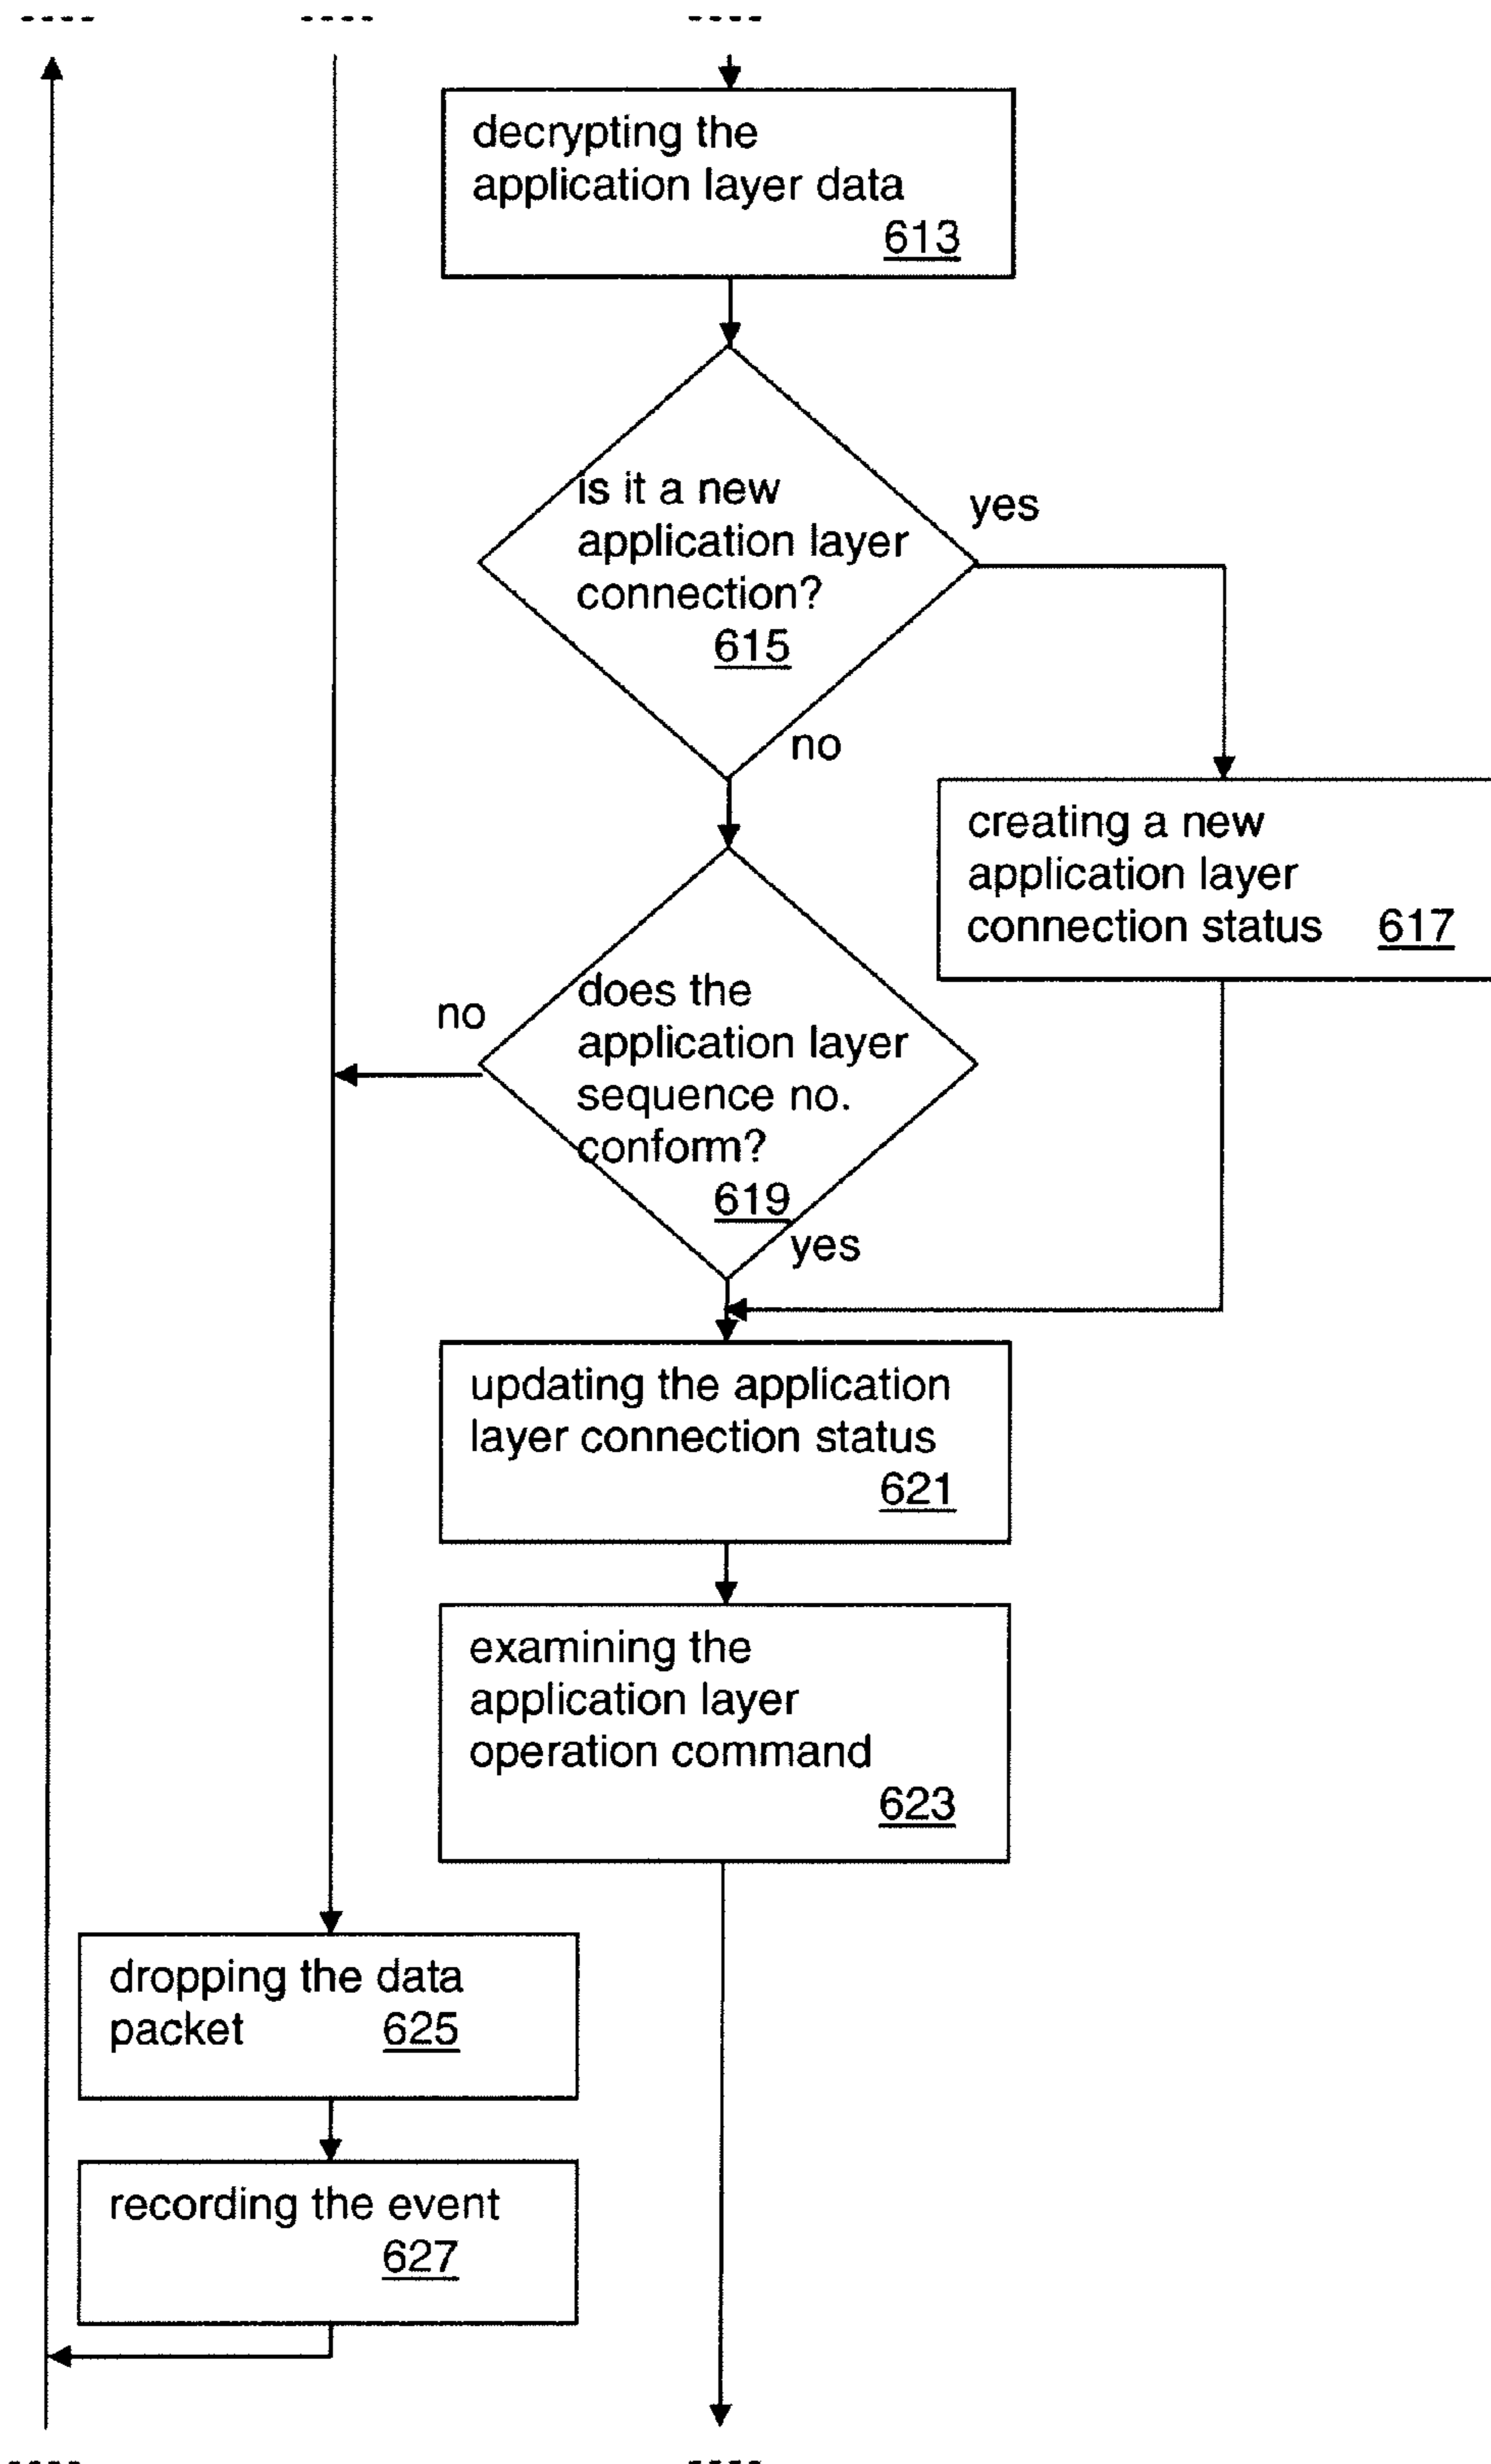 decrypting the
application layer data
613
is it a new
application layer
connection?
615
yes
no
creating a new
application layer
connection status 617
does the
application layer
sequence no.
conform?
619
no
yes
updating the application
layer connection status
621
examining the
application layer
operation command
623
dropping the data
packet 625
recording the event
627